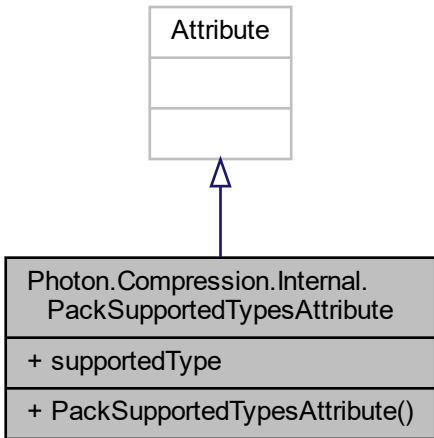 Attribute
Photon.Compression.Internal.
PackSupportedTypesAttribute
+ supportedType
+ PackSupportedTypesAttribute()